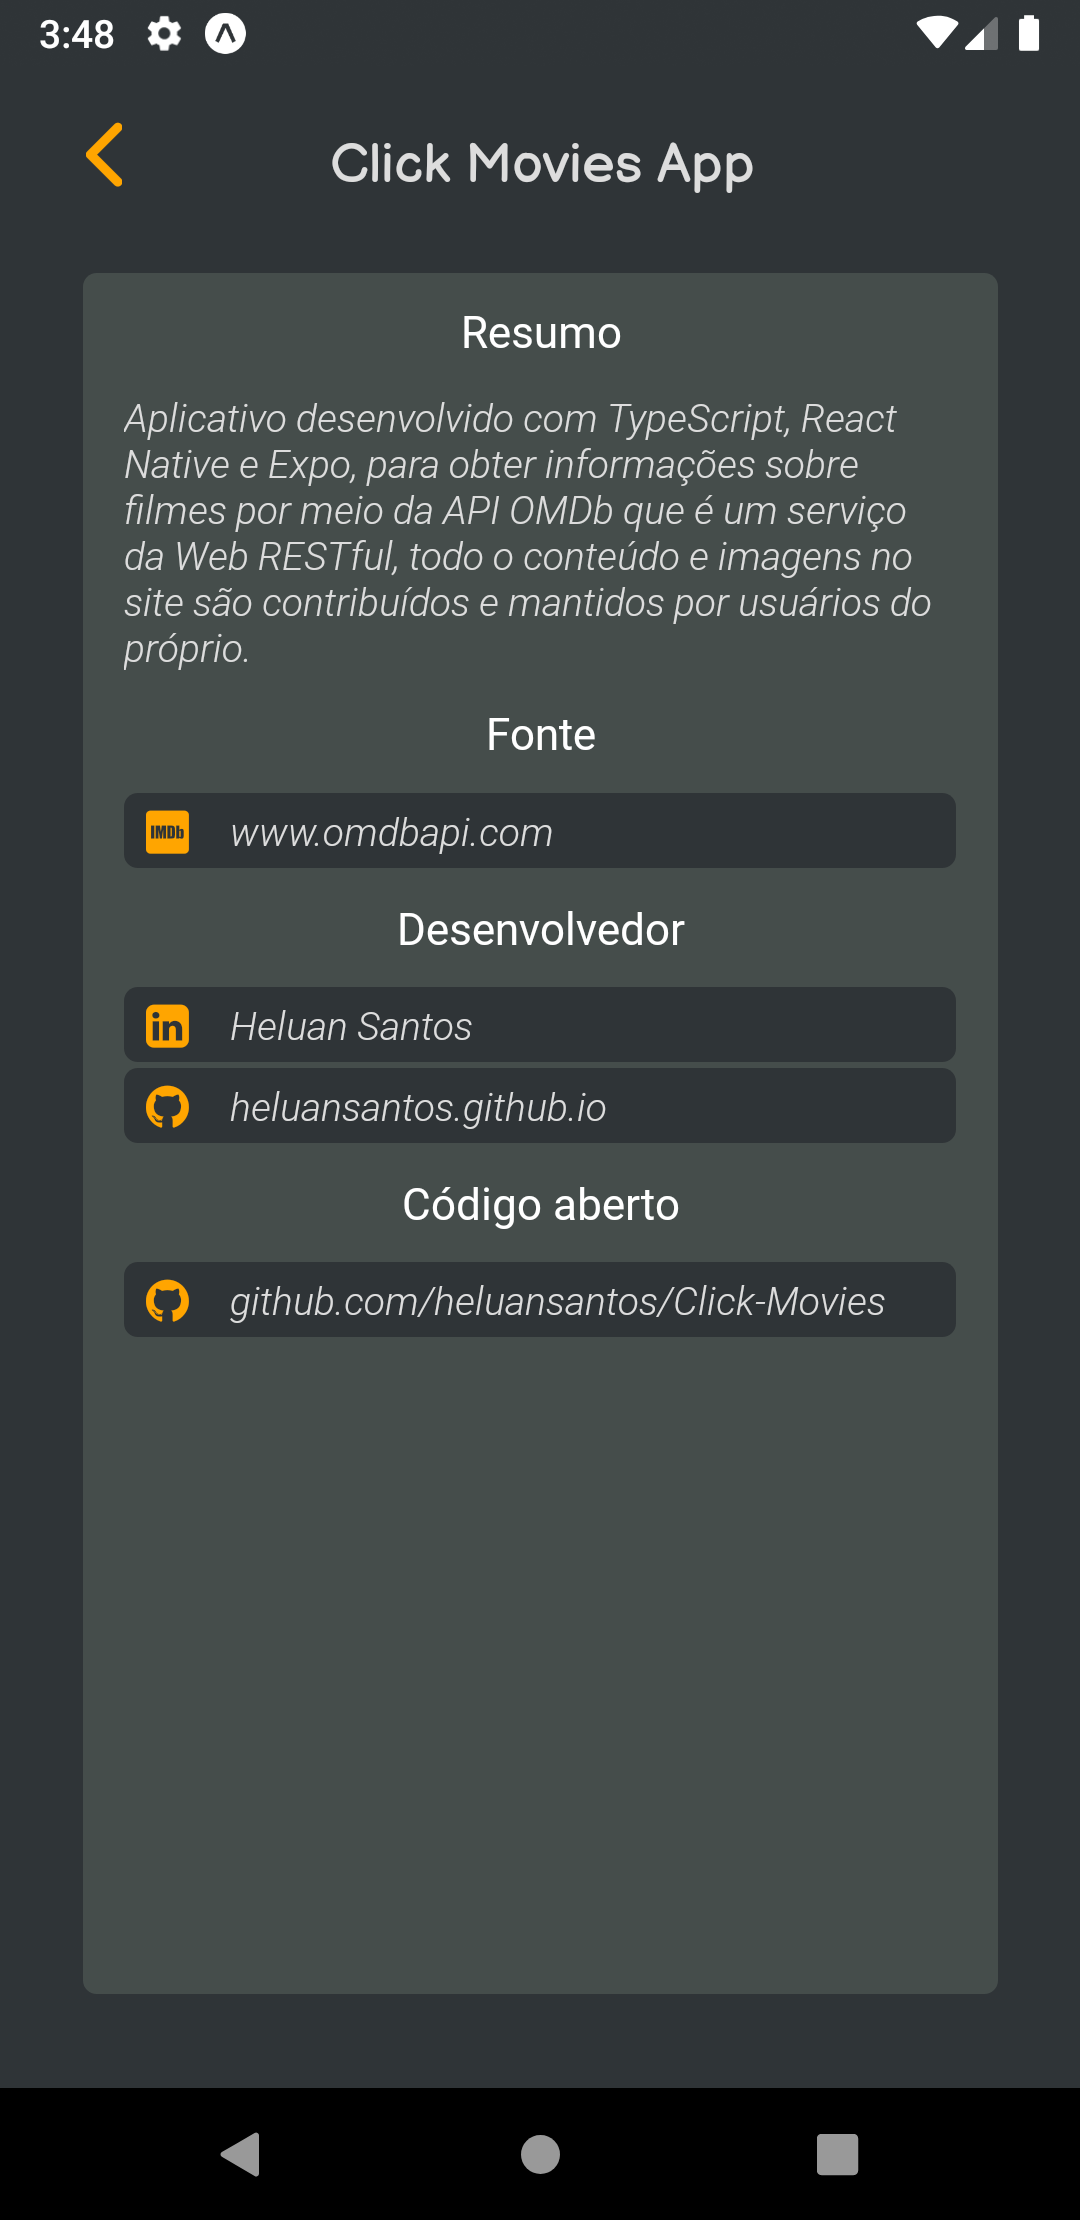 3:48
Click Movies App
Resumo
Aplicativo desenvolvido com TypeScript, React
Native e Expo, para obter informações sobre
filmes por meio da API OMDb que é um serviço
da Web RESTful, todo o conteúdo e imagens no
site são contribuídos e mantidos por usuários do
próprio.
Fonte
IMDb www.omdbapi.com
Desenvolvedor
in Heluan Santos
heluansantos.github.io
Código aberto
github.com/heluansantos/Click-Movies